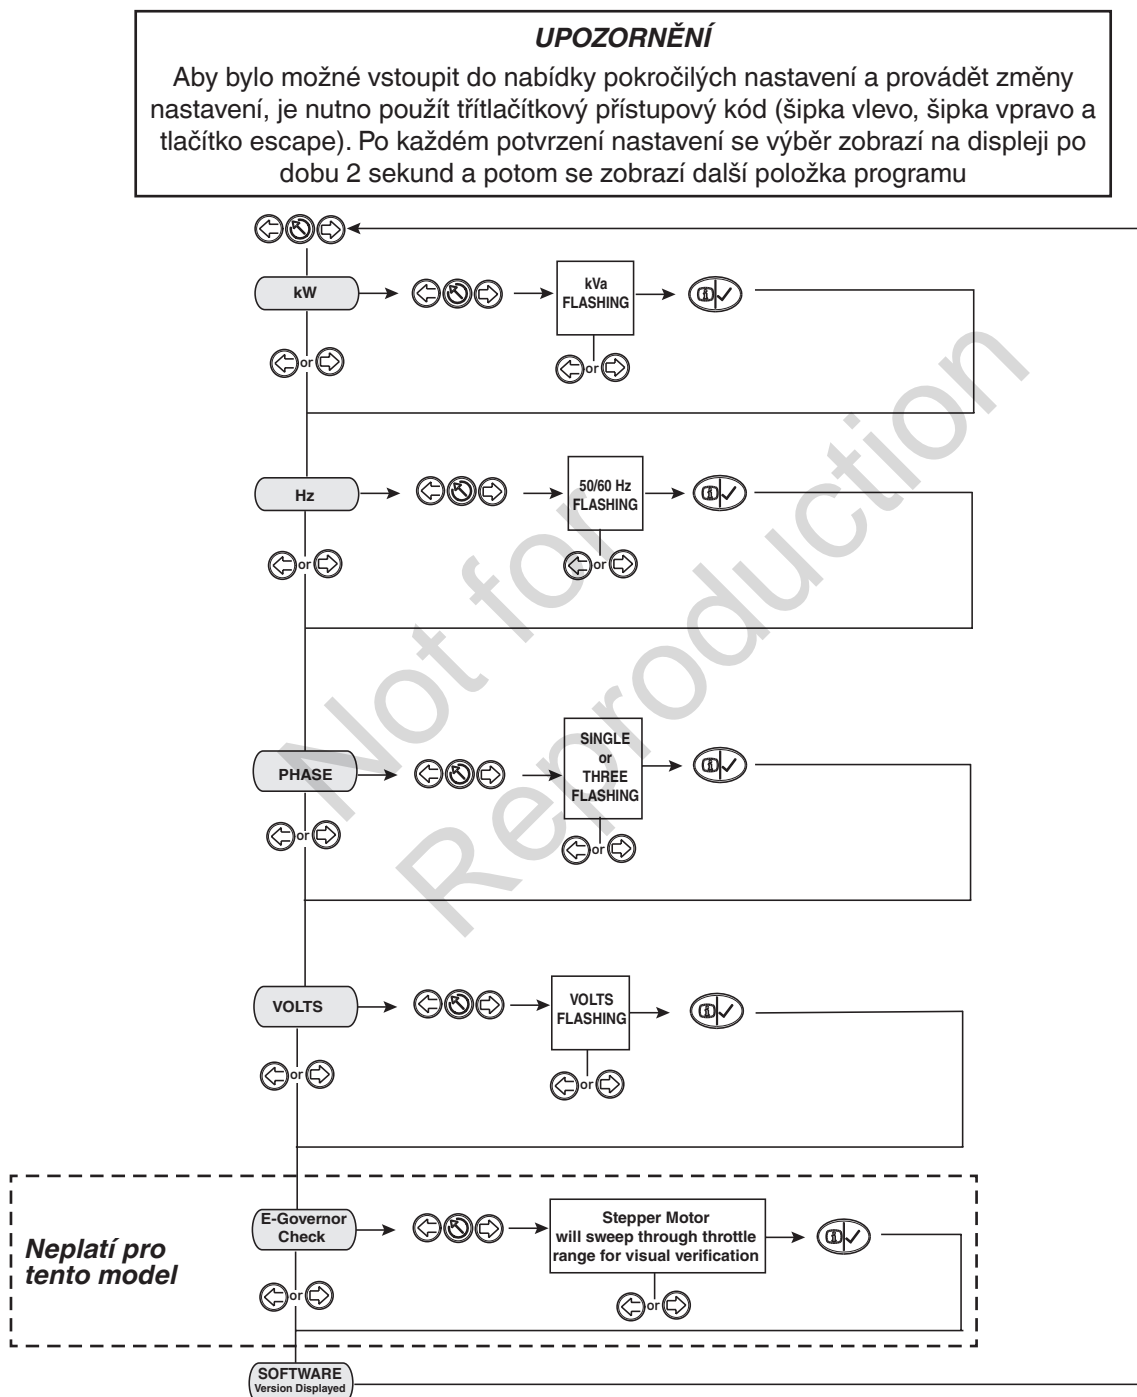 UPOZORNĚNÍ
Aby bylo možné vstoupit do nabídky pokročilých nastavení a provádět změny
nastavení, je nutno použít třítlačítkový přístupový kód (šipka vlevo, šipka vpravo a
tlačítko escape). Po každém potvrzení nastavení se výběr zobrazí na displeji po
dobu 2 sekund a potom se zobrazí další položka programu
kW
kVa
FLASHING
or
or
Hz
50/60 Hz
FLASHING
or
or
PHASE
SINGLE
or
THREE
FLASHING
or
or
VOLTS
VOLTS
FLASHING
or
or
Neplatí pro
tento model
E-Governor
Check
Stepper Motor
will sweep through throttle
range for visual verification
or
or
SOFTWARE
Version Displayed
Not for
Reproduction